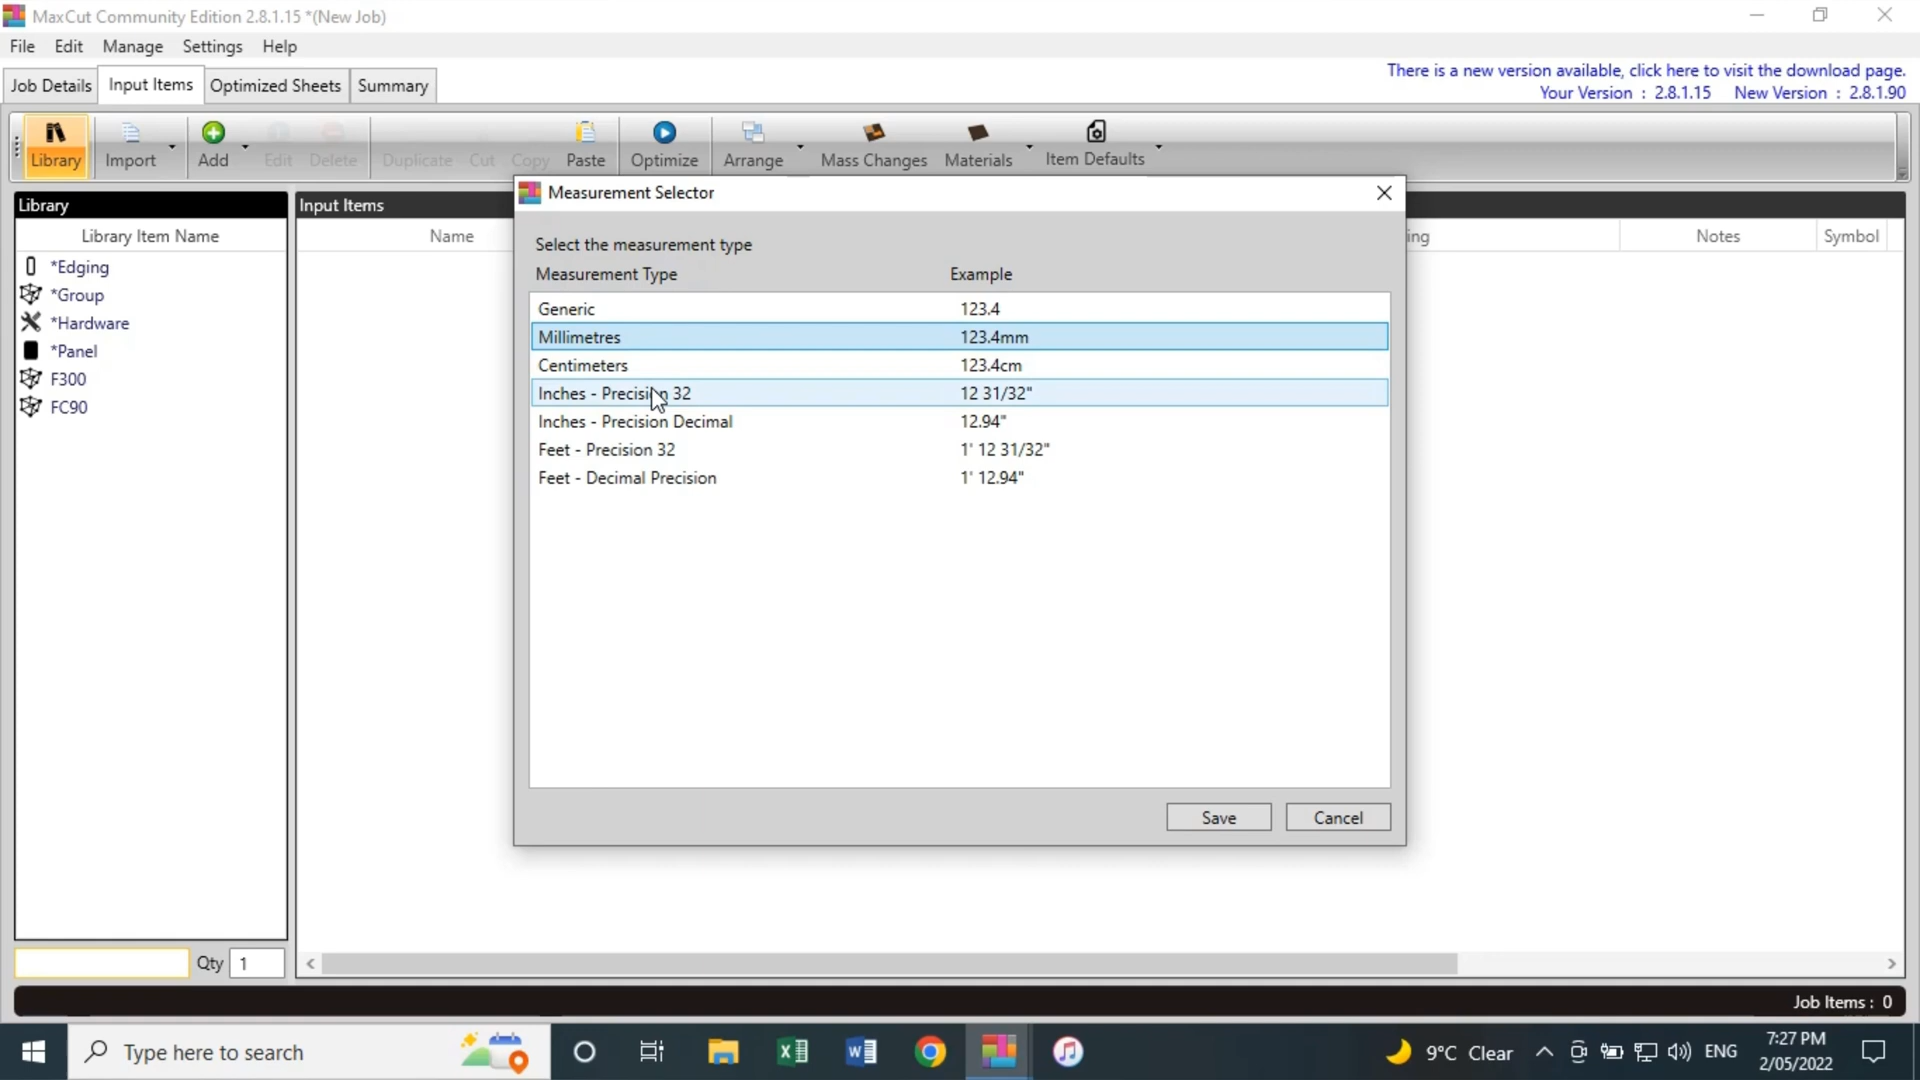 MaxCut Community Edition 2.8.1.15 *(New Job)
File Edit Manage Settings Help
Job Details Input Items Optimized Sheets Summary
There is a new version available, click here to visit the download page.
Your Version : 2.8.1.15 New Version : 2.8.1.90
Library Import Add Edit Delete Duplicate Cut Copy Paste Optimize Arrange Mass Changes Materials Item Defaults
Library
Library Item Name
*Edging
*Group
*Hardware
*Panel
F300
FC90
Qty 1
Input Items
Name ing Notes Symbol
Measurement Selector
Select the measurement type
Measurement Type Example
Generic 123.4
Millimetres 123.4mm
Centimeters 123.4cm
Inches - Precision 32 12 31/32"
Inches - Precision Decimal 12.94"
Feet - Precision 32 1' 12 31/32"
Feet - Decimal Precision 1' 12.94"
Save Cancel
Job Items : 0
Type here to search
9°C Clear ENG
7:27 PM
2/05/2022